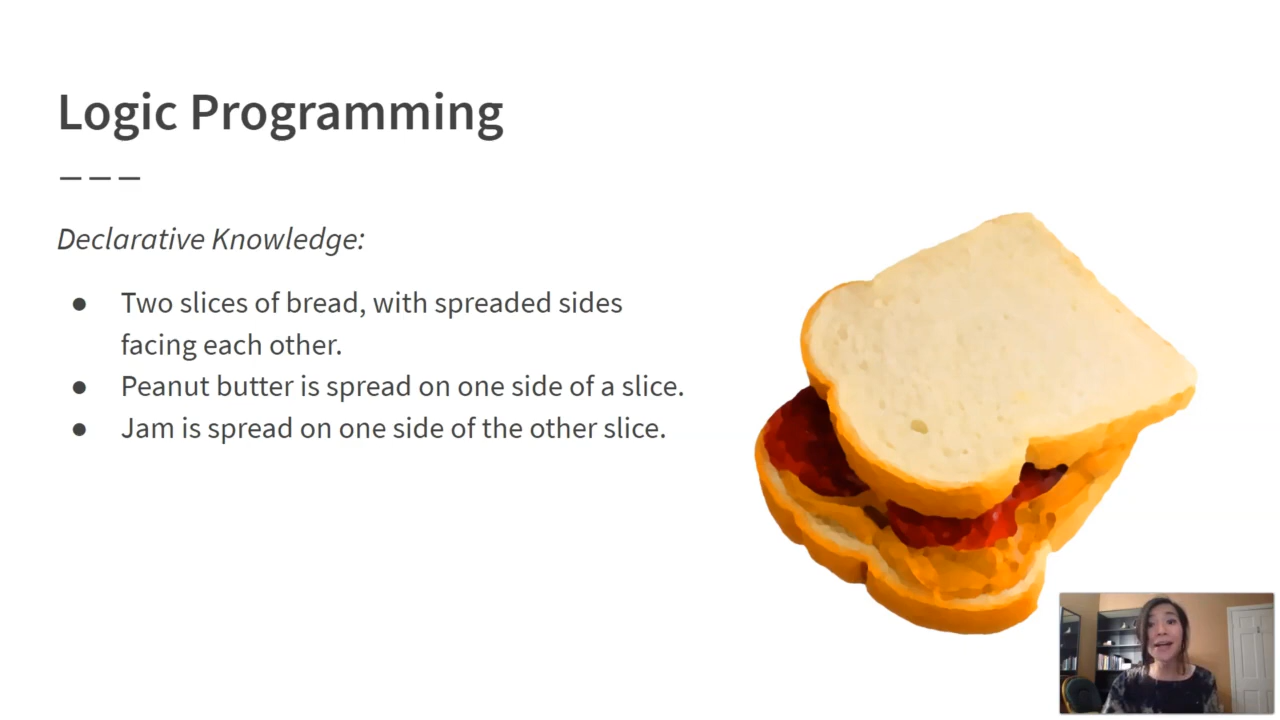 Logic Programming
Declarative Knowledge:
● Two slices of bread, with spreaded sides
facing each other.
● Peanut butter is spread on one side of a slice.
● Jam is spread on one side of the other slice.